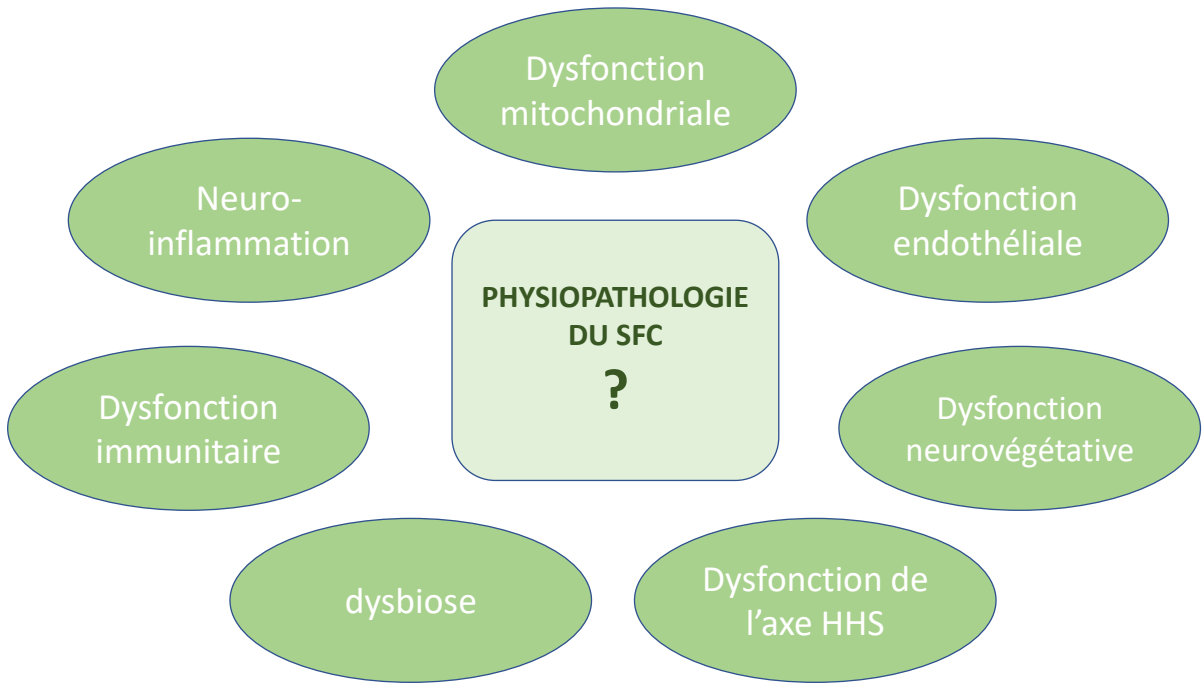 Dysfonction
mitochondriale
Neuro-
inflammation
Dysfonction
endothéliale
PHYSIOPATHOLOGIE
DU SFC
?
Dysfonction
immunitaire
Dysfonction
neurovégétative
dysbiose
Dysfonction de
l’axe HHS